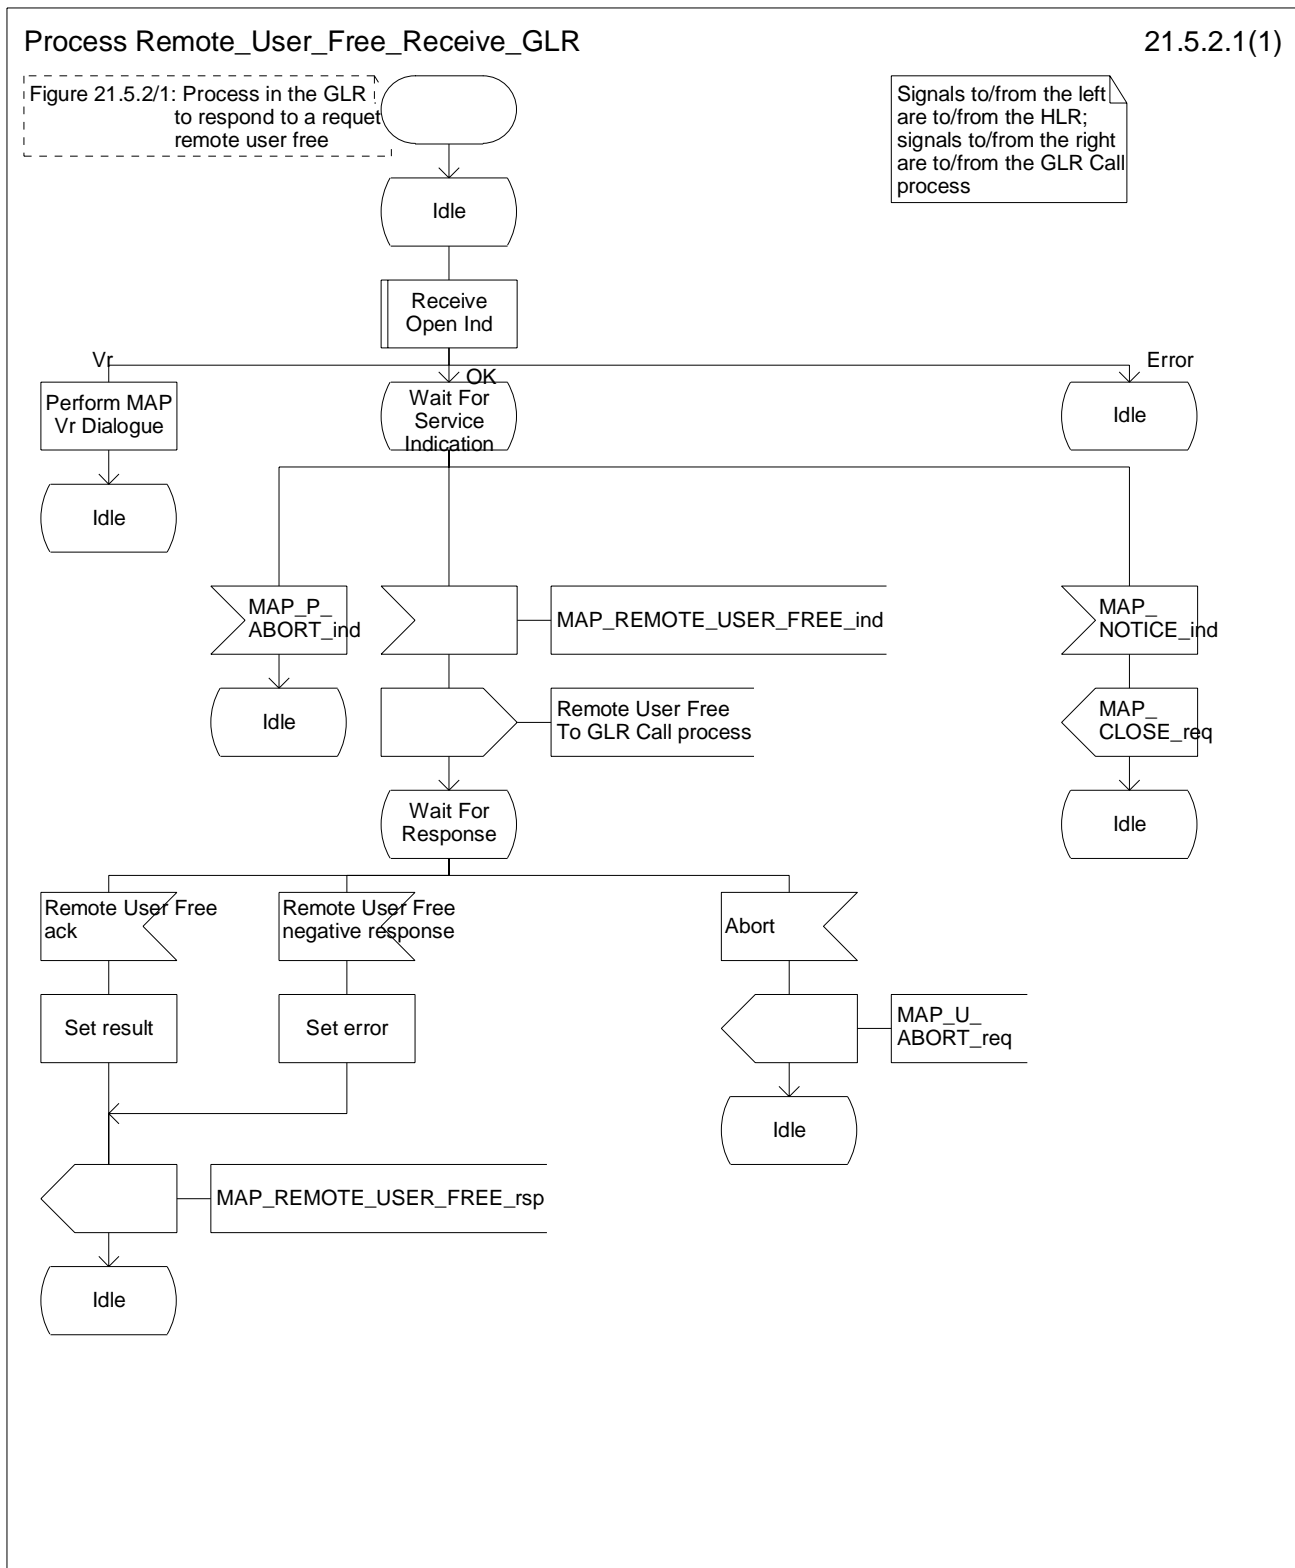 Process Remote_User_Free_Receive_GLR
21.5.2.1(1)
Figure 21.5.2/1: Process in the GLR
to respond to a requet
remote user free
Signals to/from the left
are to/from the HLR;
signals to/from the right
are to/from the GLR Call
process
Idle
Receive
Open Ind
Vr
OK
Error
Perform MAP
Vr Dialogue
Wait For
Service
Indication
Idle
Idle
MAP_P_
ABORT_ind
MAP_REMOTE_USER_FREE_ind
MAP_
NOTICE_ind
Idle
Remote User Free
To GLR Call process
MAP_
CLOSE_req
Wait For
Response
Idle
Remote User Free
ack
Remote User Free
negative response
Abort
Set result
Set error
MAP_U_
ABORT_req
Idle
MAP_REMOTE_USER_FREE_rsp
Idle